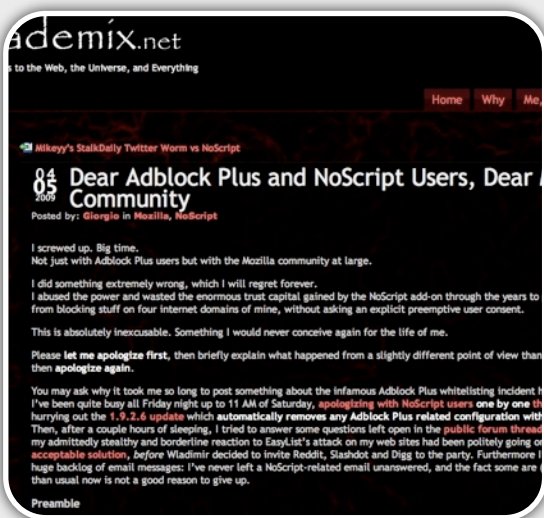 ademix.net
s to the Web, the Universe, and Everything
Home Why Me,
Mikeyy's StalkDaily Twitter Worm vs NoScript
04
05
2009
Dear Adblock Plus and NoScript Users, Dear
Community
Posted by: Giorgio in Mozilla, NoScript
I screwed up. Big time.
Not just with Adblock Plus users but with the Mozilla community at large.
I did something extremely wrong, which I will regret forever.
I abused the power and wasted the enormous trust capital gained by the NoScript add-on through the years to
from blocking stuff on four internet domains of mine, without asking an explicit preemptive user consent.
This is absolutely inexcusable. Something I would never conceive again for the life of me.
Please let me apologize first, then briefly explain what happened from a slightly different point of view than
then apologize again.
You may ask why it took me so long to post something about the infamous Adblock Plus whitelisting incident h
I've been quite busy all Friday night up to 11 AM of Saturday, apologizing with NoScript users one by one th
hurrying out the 1.9.2.6 update which automatically removes any Adblock Plus related configuration with
Then, after a couple hours of sleeping, I tried to answer some questions left open in the public forum thread
my admittedly stealthy and borderline reaction to EasyList's attack on my web sites had been politely going or
acceptable solution, before Wladimir decided to invite Reddit, Slashdot and Digg to the party. Furthermore I
huge backlog of email messages: I've never left a NoScript-related email unanswered, and the fact some are
than usual now is not a good reason to give up.
Preamble